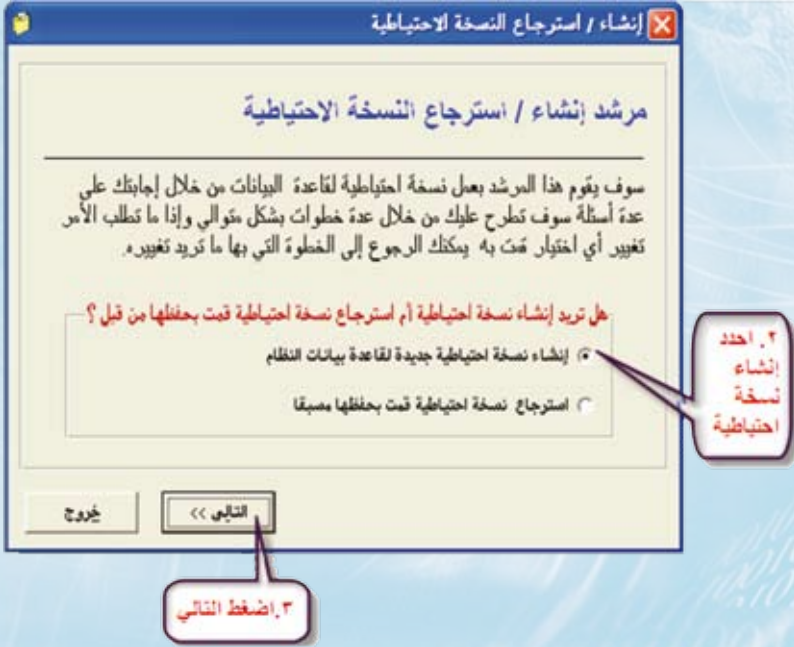 إنشاء / استرجاع النسخة الاحتياطية
مرشد إنشاء / استرجاع النسخة الاحتياطية
سوف يقوم هذا المرشد بعمل نسخة احتياطية لقاعدة البيانات من خلال إجابتك على
عدة أسئلة سوف تطرح عليك من خلال عدة خطوات بشكل متوالي وإذا ما تطلب الأمر
تغيير أي اختيار قمت به يمكنك الرجوع إلى الخطوة التي بها ما تريد تغييره.
هل تريد إنشاء نسخة احتياطية أم استرجاع نسخة احتياطية قمت بحفظها من قبل ؟
إنشاء نسخة احتياطية جديدة لقاعدة بيانات النظام
استرجاع نسخة احتياطية قمت بحفظها مسبقا
٢. احدد
إنشاء
نسخة
احتياطية
التالي >>
خروج
٣.اضغط التالي